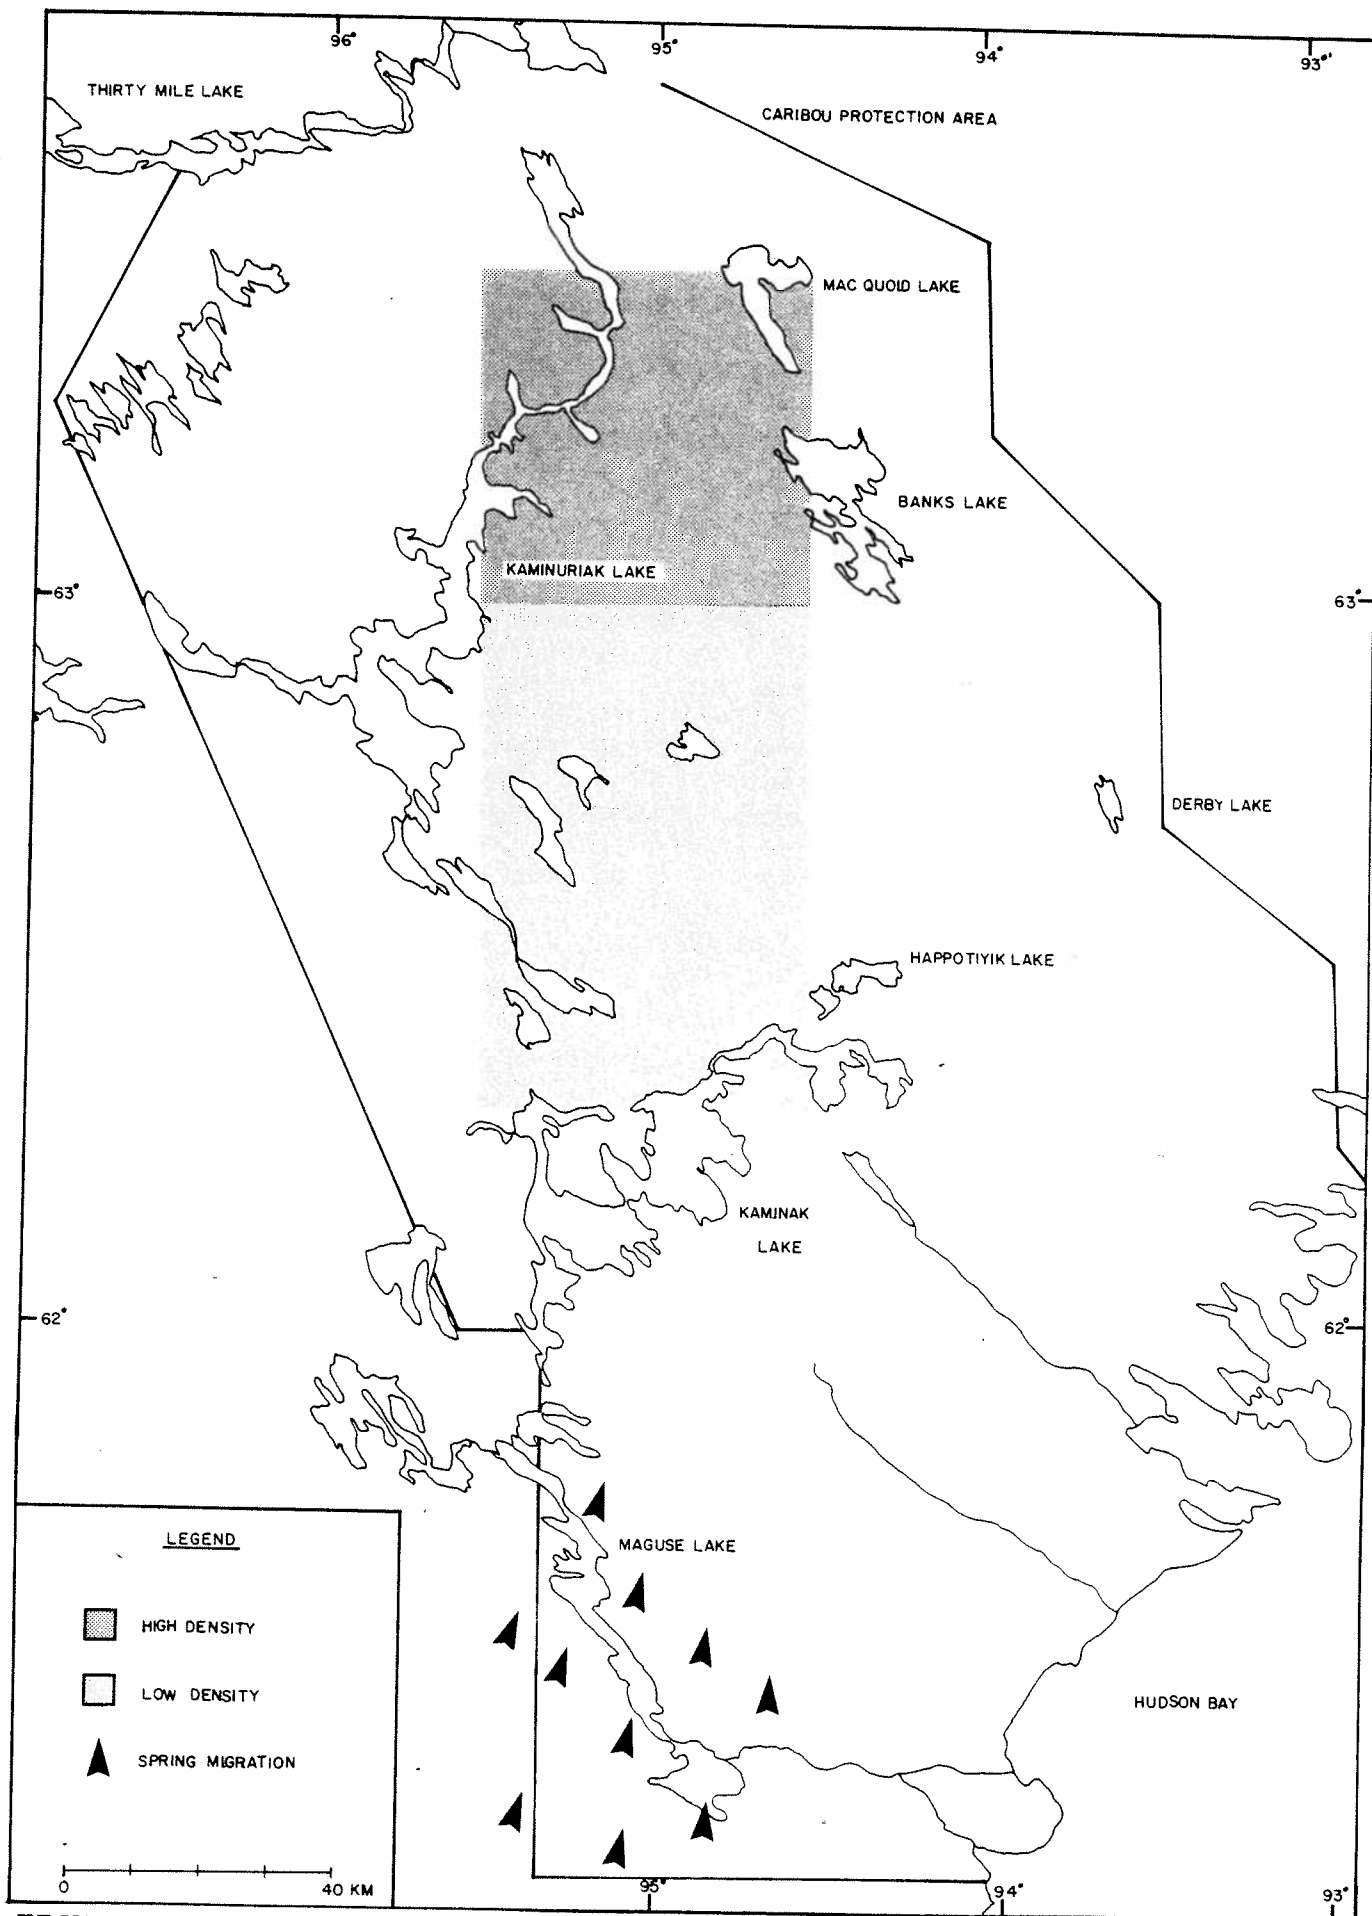 96°
95°
94°
93°
THIRTY MILE LAKE
CARIBOU PROTECTION AREA
MAC QUOID LAKE
BANKS LAKE
KAMINURIAK LAKE
63°
63°
DERBY LAKE
HAPPOTIYIK LAKE
KAMINAK
LAKE
62°
62°
LEGEND
MAGUSE LAKE
HIGH DENSITY
LOW DENSITY
HUDSON BAY
SPRING MIGRATION
0
40 KM
95°
94°
93°